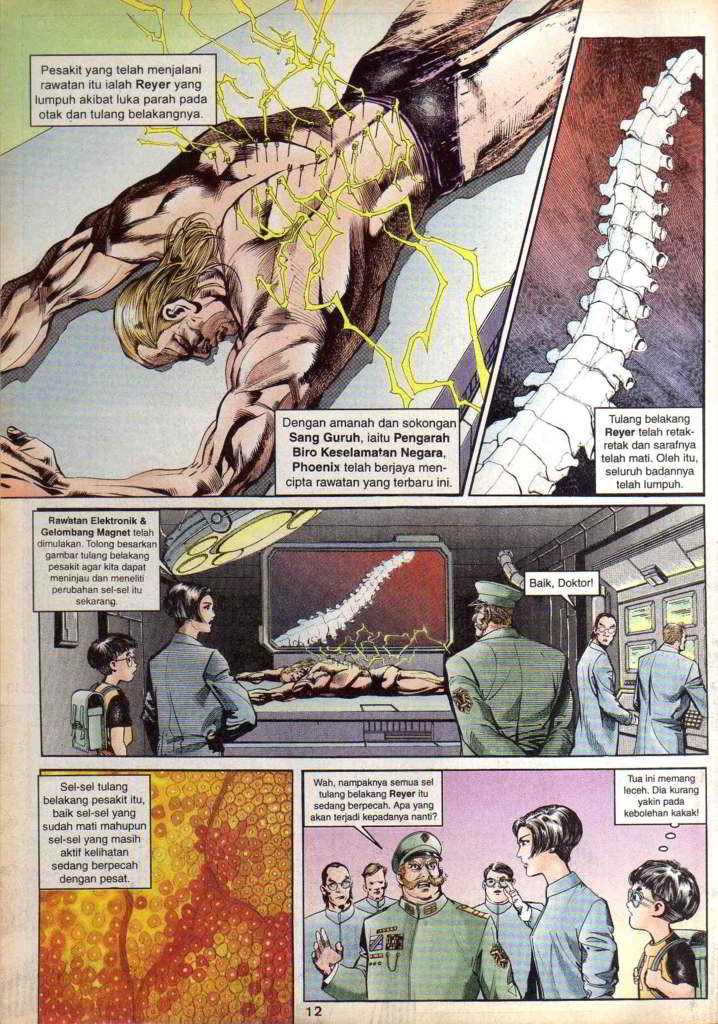 Pesakit yang telah menjalani
rawatan itu ialah Reyer yang
lumpuh akibat luka parah pada
otak dan tulang belakangnya.
Dengan amanah dan sokongan
Sang Guruh, iaitu Pengarah
Biro Keselamatan Negara,
Phoenix telah berjaya men-
cipta rawatan yang terbaru ini.
Tulang belakang
Reyer telah retak-
retak dan sarafnya
telah mati. Oleh itu,
seluruh badannya
telah lumpuh.
Rawatan Elektronik &
Gelombang Magnet telah
dimulakan. Tolong besarkan
gambar tulang belakang
pesakit agar kita dapat
meninjau dan meneliti
perubahan sel-sel itu
sekarang.
Baik, Doktor!
Sel-sel tulang
belakang pesakit itu,
baik sel-sel yang
sudah mati mahupun
sel-sel yang masih
aktif kelihatan
sedang berpecah
dengan pesat.
Wah, nampaknya semua sel
tulang belakang Reyer itu
sedang berpecah. Apa yang
akan terjadi kepadanya nanti?
Tua ini memang
leceh. Dia kurang
yakin pada
kebolehan kakak!
12